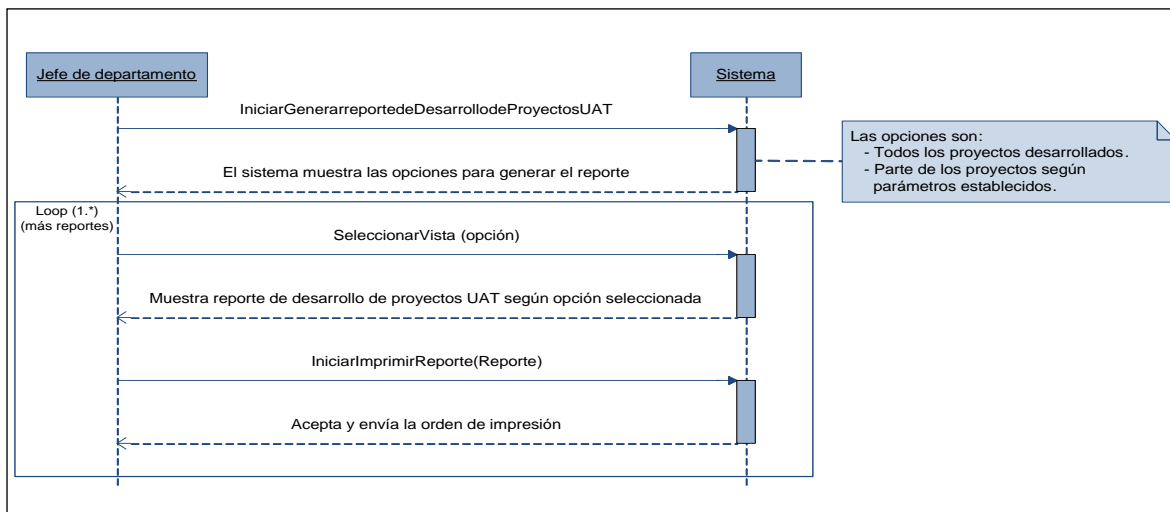 Jefe de departamento
Sistema
IniciarGenerarreportedeDesarrollodeProyectosUAT
Las opciones son:
- Todos los proyectos desarrollados.
- Parte de los proyectos según
parámetros establecidos.
El sistema muestra las opciones para generar el reporte
Loop (1.*)
(más reportes)
SeleccionarVista (opción)
Muestra reporte de desarrollo de proyectos UAT según opción seleccionada
IniciarImprimirReporte(Reporte)
Acepta y envía la orden de impresión